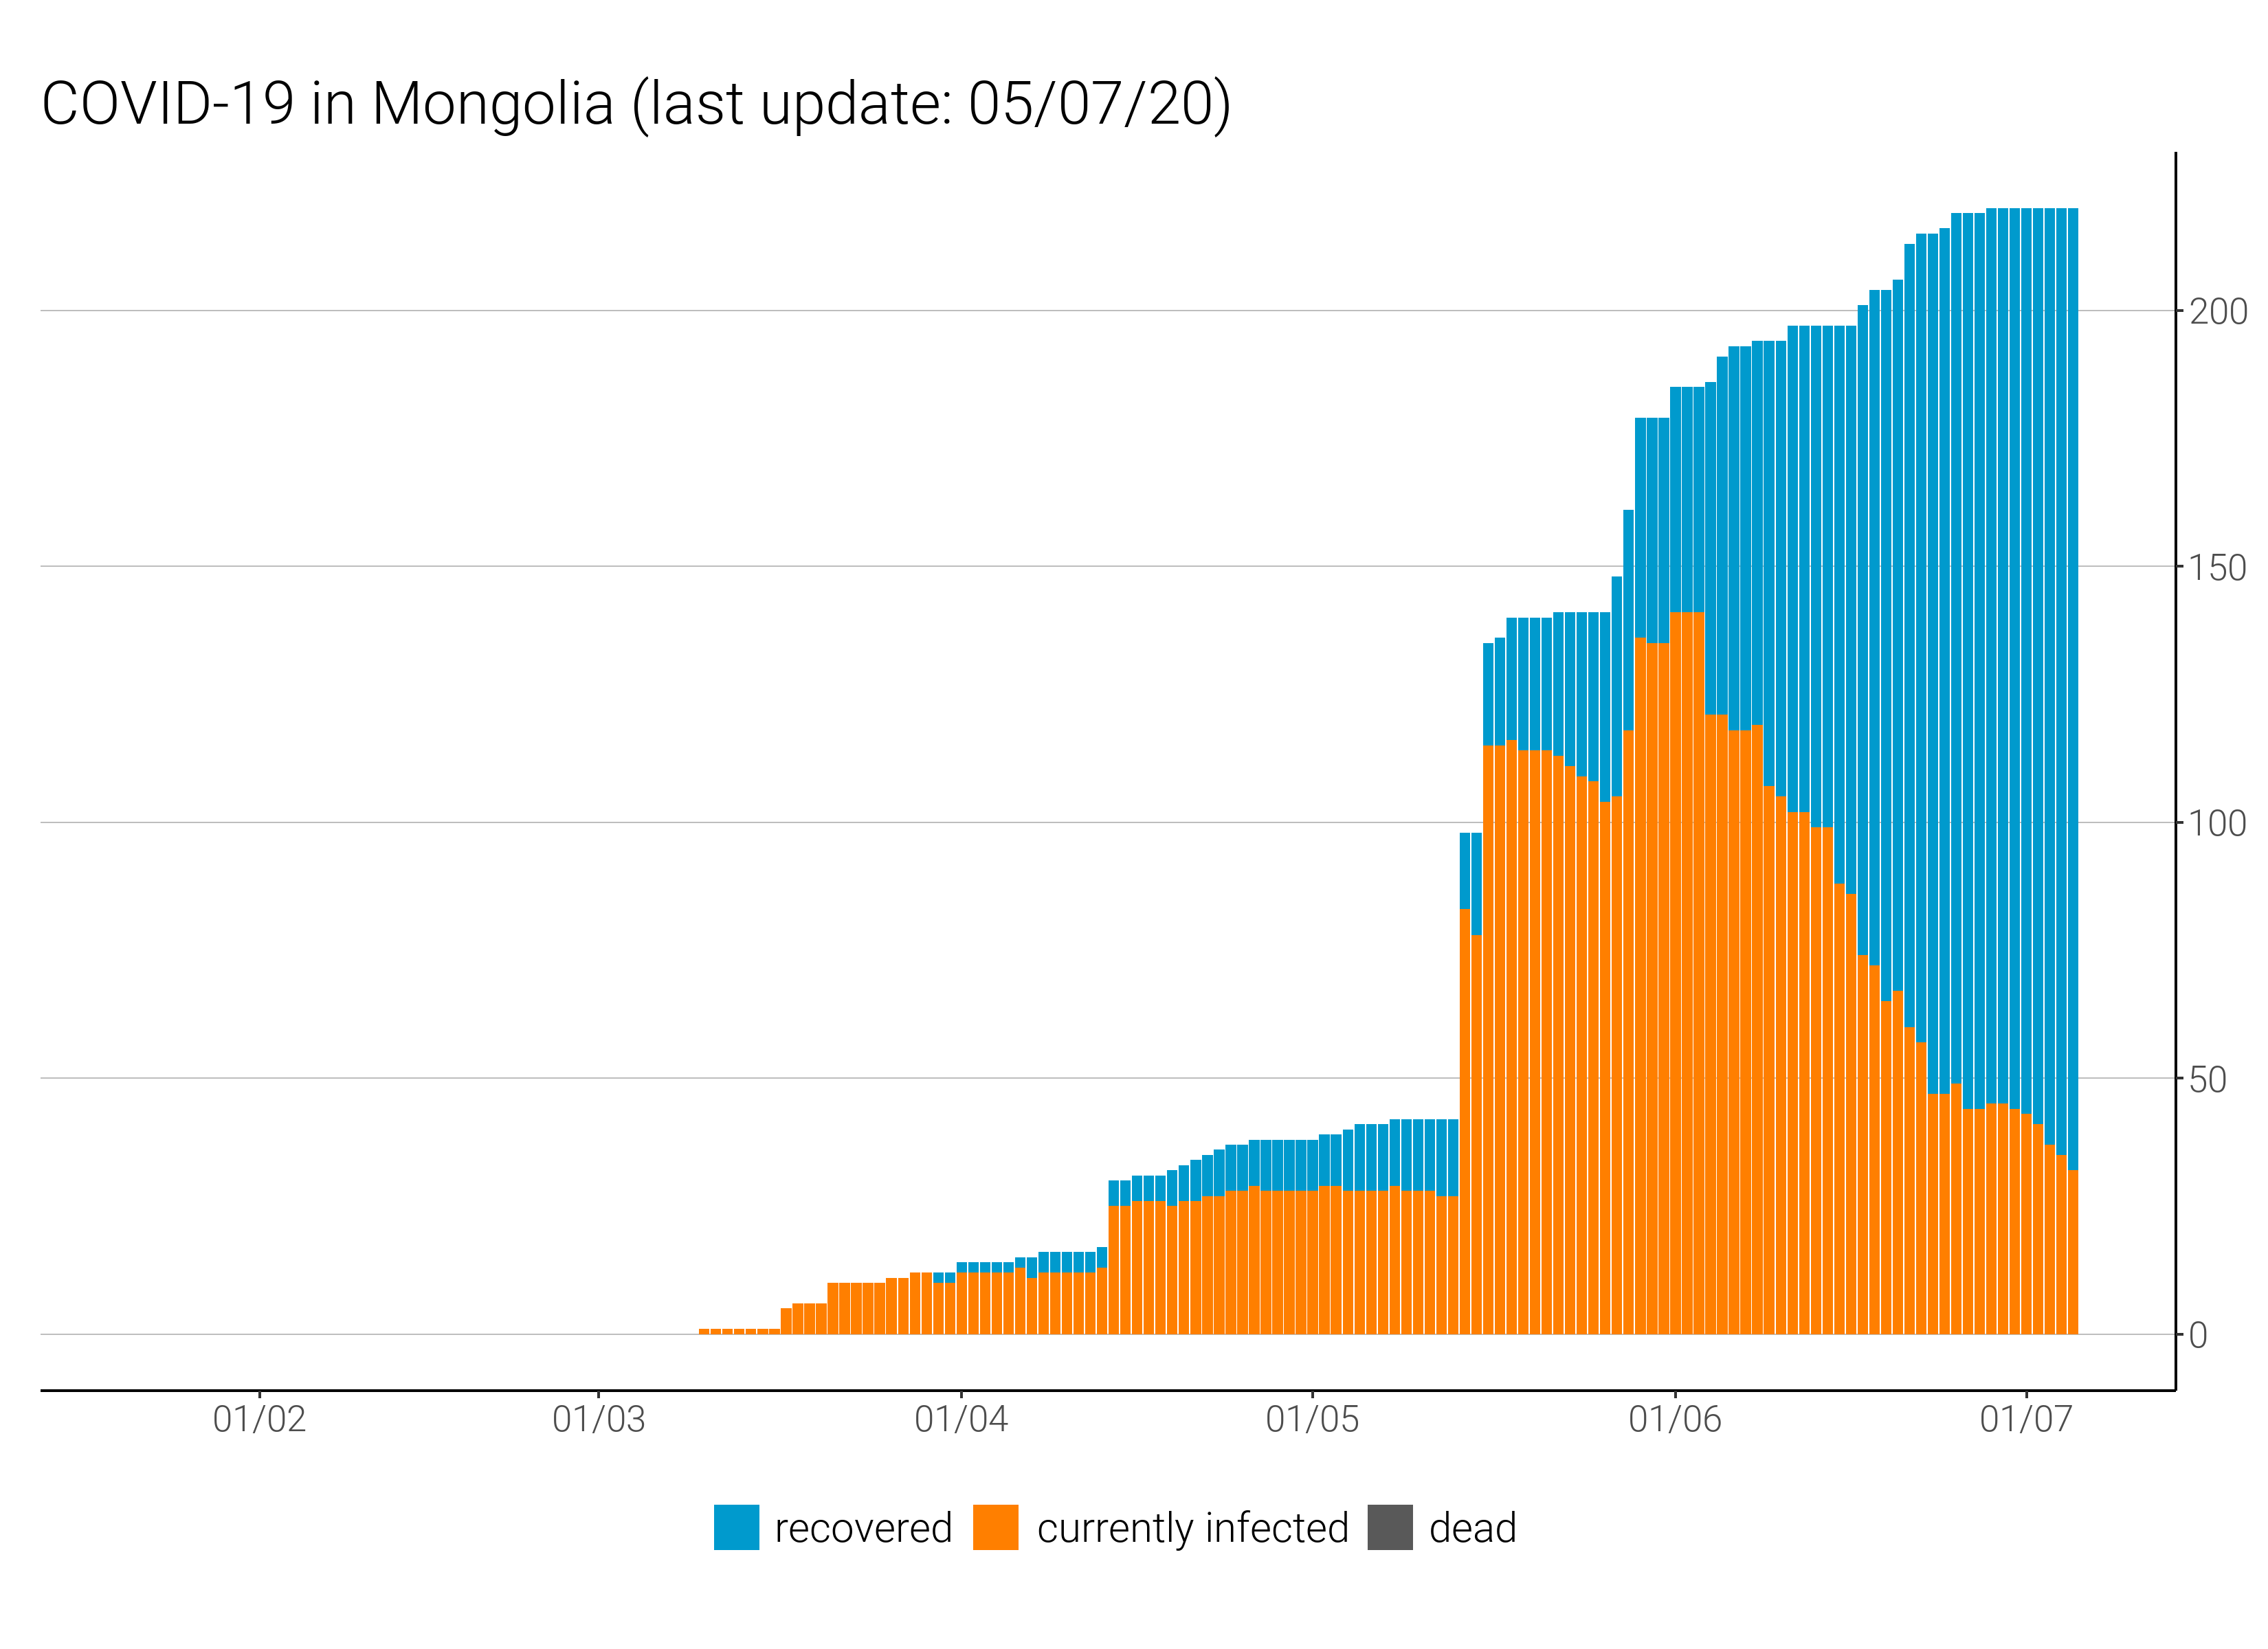 COVID-19 in Mongolia (last update: 05/07/20)
200
150
100
50
0
01/02 01/03 01/04 01/05 01/06 01/07
recovered currently infected dead